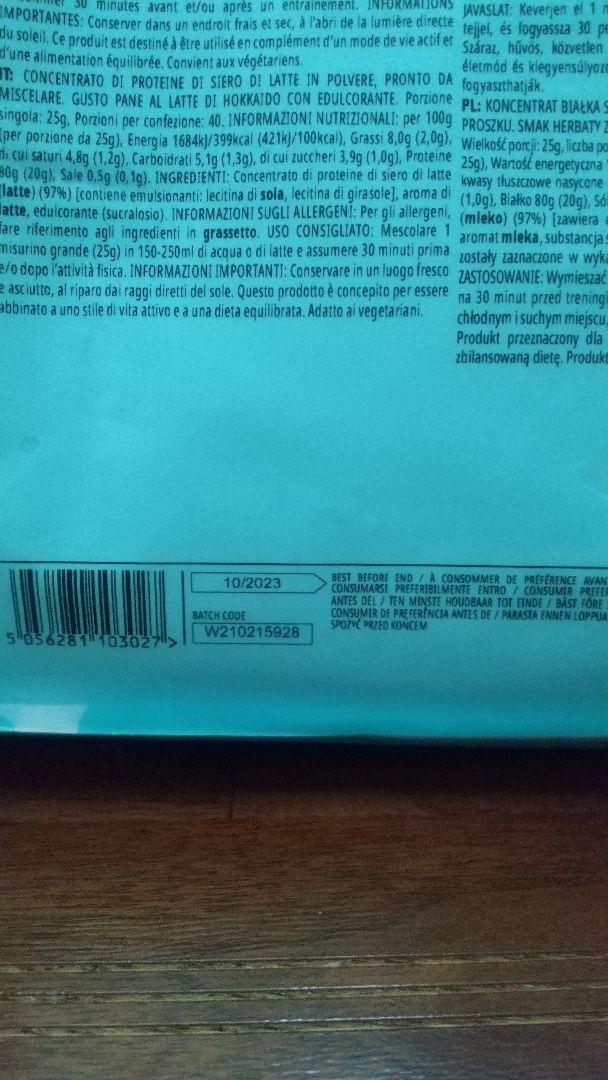 30 minutes avant et/ou après un entraînement. INFORMATIONS
IMPORTANTES: Conserver dans un endroit frais et sec, à l'abri de la lumière directe
du soleil. Ce produit est destiné à être utilisé en complément d'un mode de vie actif et
d'une alimentation équilibrée. Convient aux végétariens.
IT: CONCENTRATO DI PROTEINE DI SIERO DI LATTE IN POLVERE, PRONTO DA
MISCELARE. GUSTO PANE AL LATTE DI HOKKAIDO CON EDULCORANTE. Porzione
singola: 25g, Porzioni per confezione: 40. INFORMAZIONI NUTRIZIONALI: per 100g
(per porzione da 25g), Energia 1684kJ/399kcal (421kJ/100kcal), Grassi 8,0g (2,0g),
di cui saturi 4,8g (1,2g), Carboidrati 5,1g (1,3g), di cui zuccheri 3,9g (1,0g), Proteine
80g (20g), Sale 0,5g (0,1g). INGREDIENTI: Concentrato di proteine di siero di latte
(latte) (97%) [contiene emulsionanti: lecitina di sola, lecitina di girasole], aroma di
latte, edulcorante (sucralosio). INFORMAZIONI SUGLI ALLERGENI: Per gli allergeni,
fare riferimento agli ingredienti in grassetto. USO CONSIGLIATO: Mescolare 1
misurino grande (25g) in 150-250ml di acqua o di latte e assumere 30 minuti prima
e/o dopo l'attività fisica. INFORMAZIONI IMPORTANTI: Conservare in un luogo fresco
e asciutto, al riparo dai raggi diretti del sole. Questo prodotto è concepito per essere
abbinato a uno stile di vita attivo e a una dieta equilibrata. Adatto ai vegetariani.
JAVASLAT: Keverjen el 1
tejjel, és fogyassza 30
Száraz, hűvös, közvetlen
életmód és kiegyensúlyozo
fogyaszthatják.
PL: KONCENTRAT BIAŁKA S
PROSZKU. SMAK HERBATY
Wielkość porcji: 25g, liczba po
25g), Wartość energetyczna
kwasy tłuszczowe nasycone
(1,0g), Białko 80g (20g), Só
(mleko) (97%) [zawiera
aromat mleka, substancja
zostały zaznaczone w wyka
ZASTOSOWANIE: Wymieszać
na 30 minut przed trening
chłodnym i suchym miejscu,
Produkt przeznaczony dla
zbilansowaną dietę. Produkt
5 056281 103027 >
10/2023
BATCH CODE
W210215928
BEST BEFORE END / À CONSOMMER DE PRÉFÉRENCE AVAN
CONSUMARSI PREFERIBILMENTE ENTRO / CONSUMIR PREFER
ANTES DEL / TEN MINSTE HOUDBAAR TOT EINDE / BÄST FÖRE
CONSUMIR DE PREFERÊNCIA ANTES DE / PARASTA ENNEN LOPPUA
SPOŻYĆ PRZED KOŃCEM